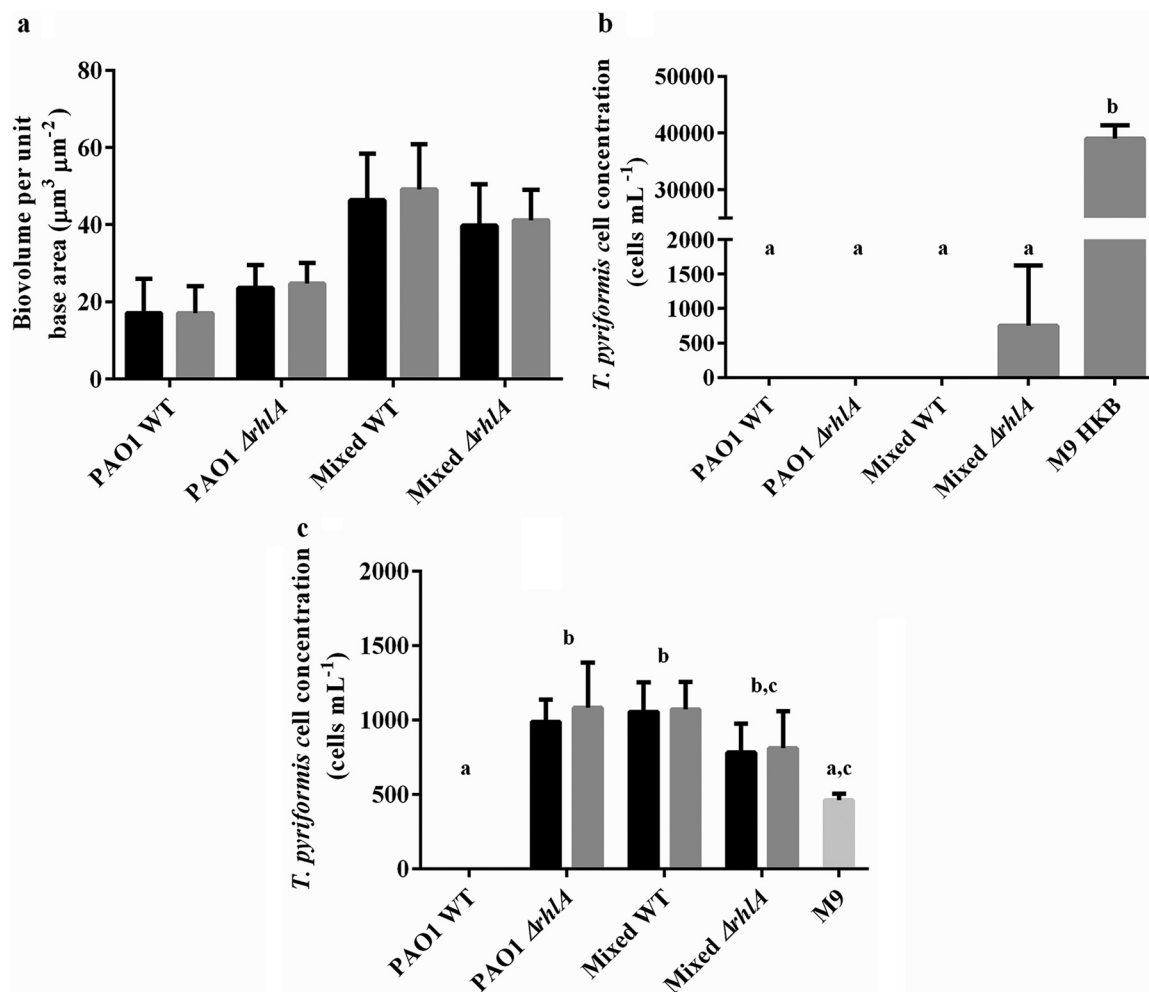 a
Biovolume per unit
base area (μm³ μm⁻²)
80
60
40
20
0
PAO1 WT
PAO1 ΔrhlA
Mixed WT
Mixed ΔrhlA
b
T. pyriformis cell concentration
(cells mL⁻¹)
50000
40000
30000
2000
1500
1000
500
0
a
a
a
a
b
PAO1 WT
PAO1 ΔrhlA
Mixed WT
Mixed ΔrhlA
M9 HKB
c
T. pyriformis cell concentration
(cells mL⁻¹)
2000
1500
1000
500
0
a
b
b
b,c
a,c
PAO1 WT
PAO1 ΔrhlA
Mixed WT
Mixed ΔrhlA
M9